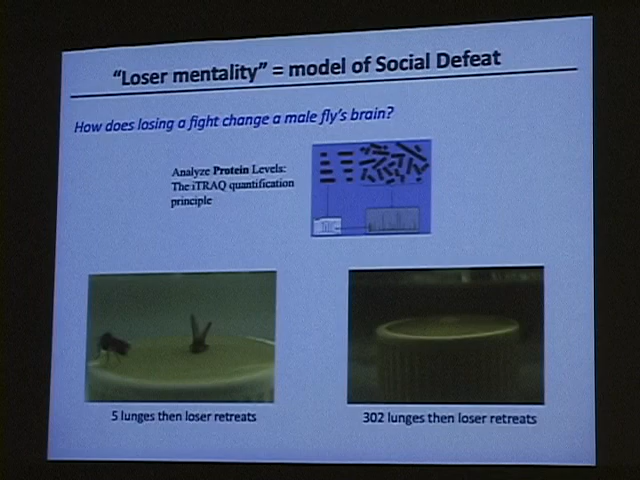 "Loser mentality" = model of Social Defeat
How does losing a fight change a male fly's brain?
Analyze Protein Levels:
The iTRAQ quantification
principle
5 lunges then loser retreats
302 lunges then loser retreats